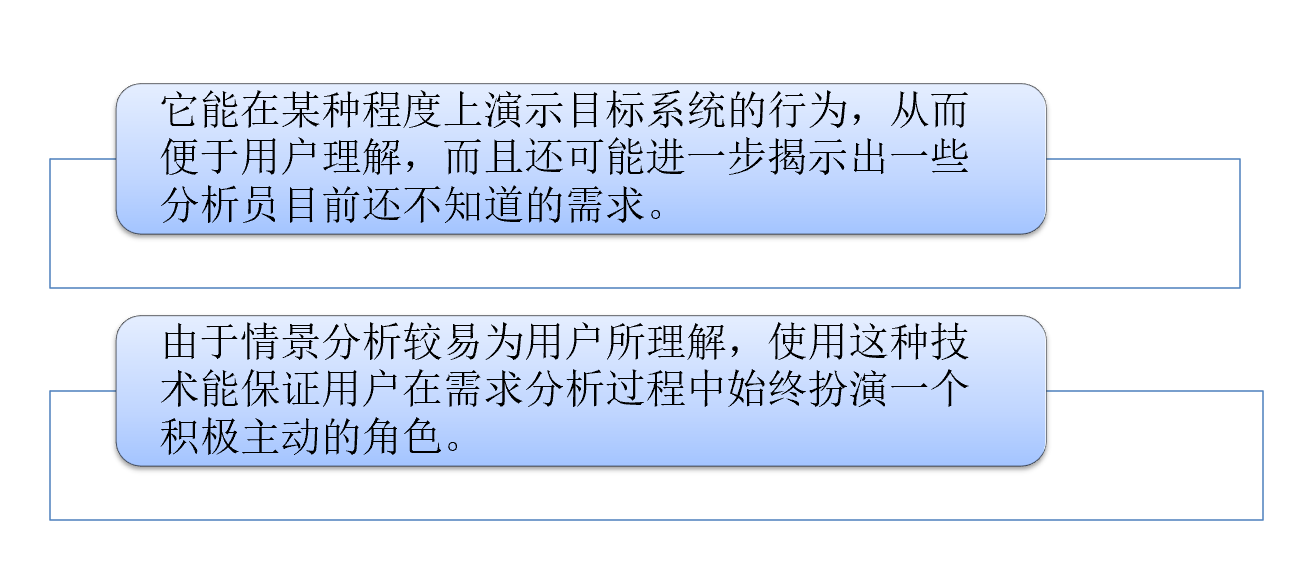 它能在某种程度上演示目标系统的行为，从而
便于用户理解，而且还可能进一步揭示出一些
分析员目前还不知道的需求。
由于情景分析较易为用户所理解，使用这种技
术能保证用户在需求分析过程中始终扮演一个
积极主动的角色。